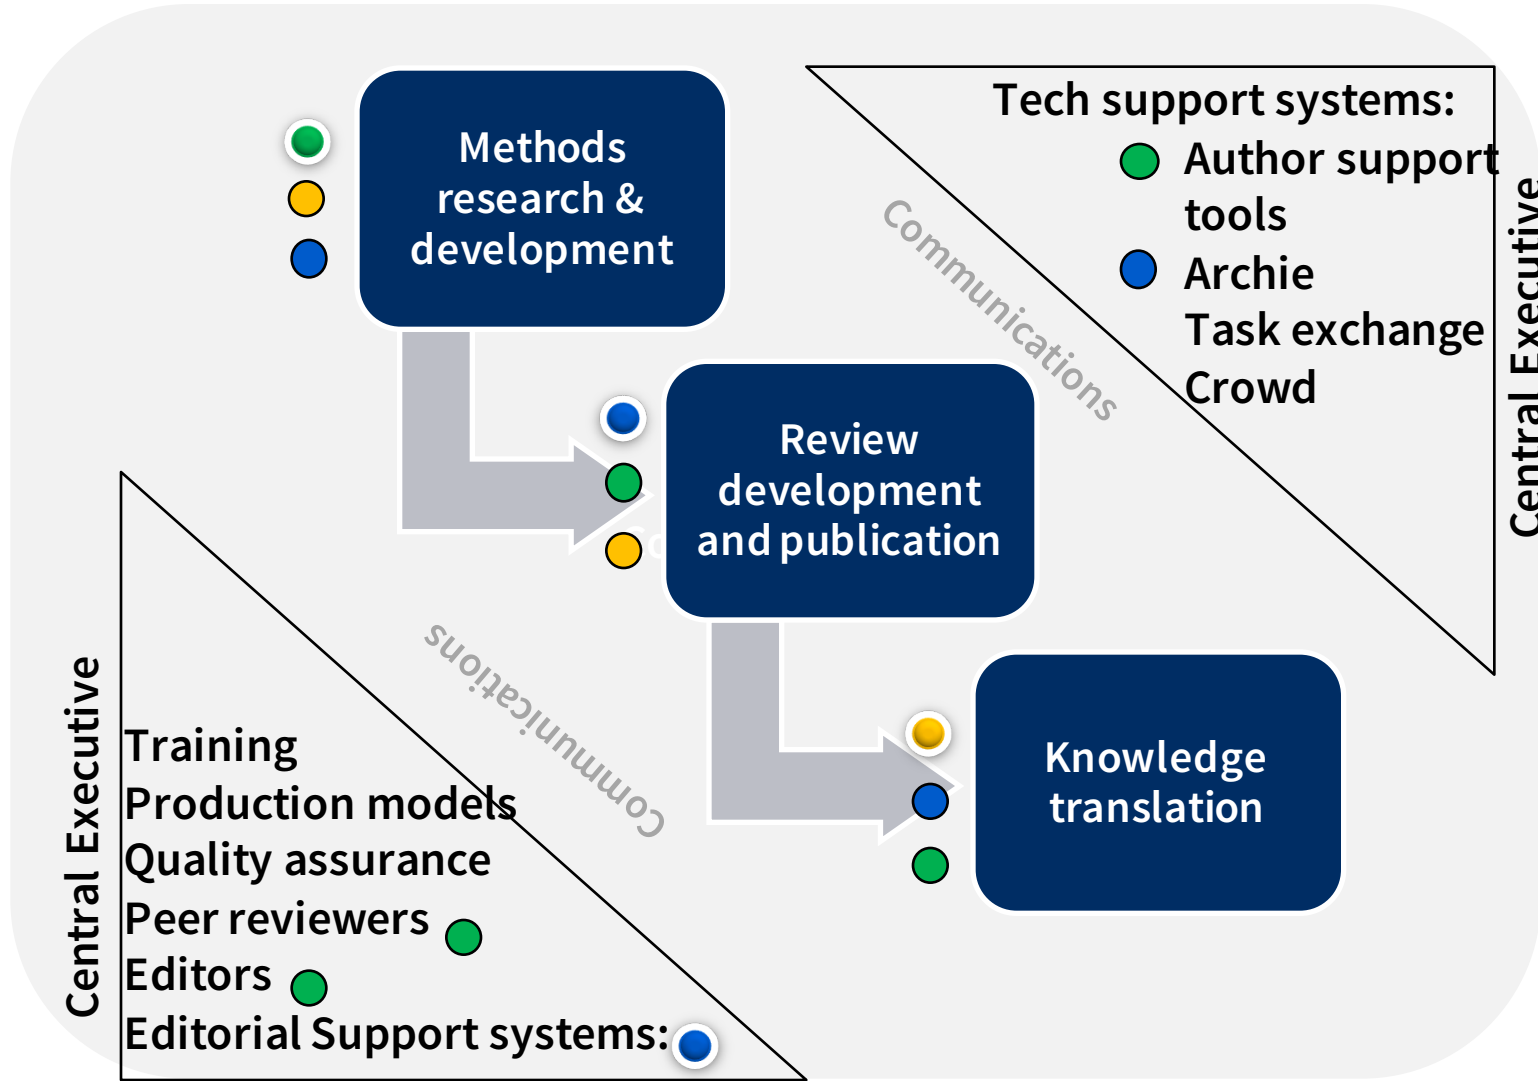 Methods
research &
development
Tech support systems:
Author support
tools
Archie
Task exchange
Crowd
Communications
Central Executive
Review
development
and publication
Communications
Knowledge
translation
Central Executive
Training
Production models
Quality assurance
Peer reviewers
Editors
Editorial Support systems: